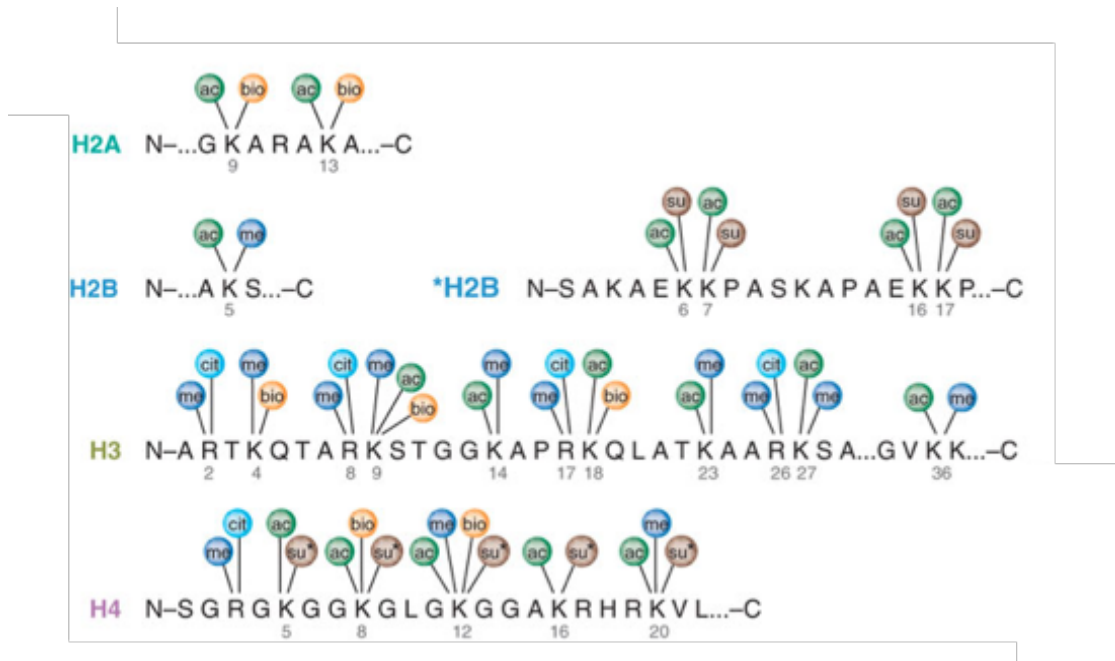 ac bio ac bio
H2A N–...G K A R A K A...–C
9 13
su ac su ac
ac me ac su ac su
H2B N–...A K S...–C *H2B N–S A K A E K K P A S K A P A E K K P...–C
5 6 7 16 17
cit me cit me ac me cit ac me cit ac
me bio me bio ac me bio ac me me ac me
H3 N–A R T K Q T A R K S T G G K A P R K Q L A T K A A R K S A...G V K K...–C
2 4 8 9 14 17 18 23 26 27 36
cit ac bio me bio me
me su* ac su* ac su* ac su* ac su*
H4 N–S G R G K G G K G L G K G G A K R H R K V L...–C
5 8 12 16 20